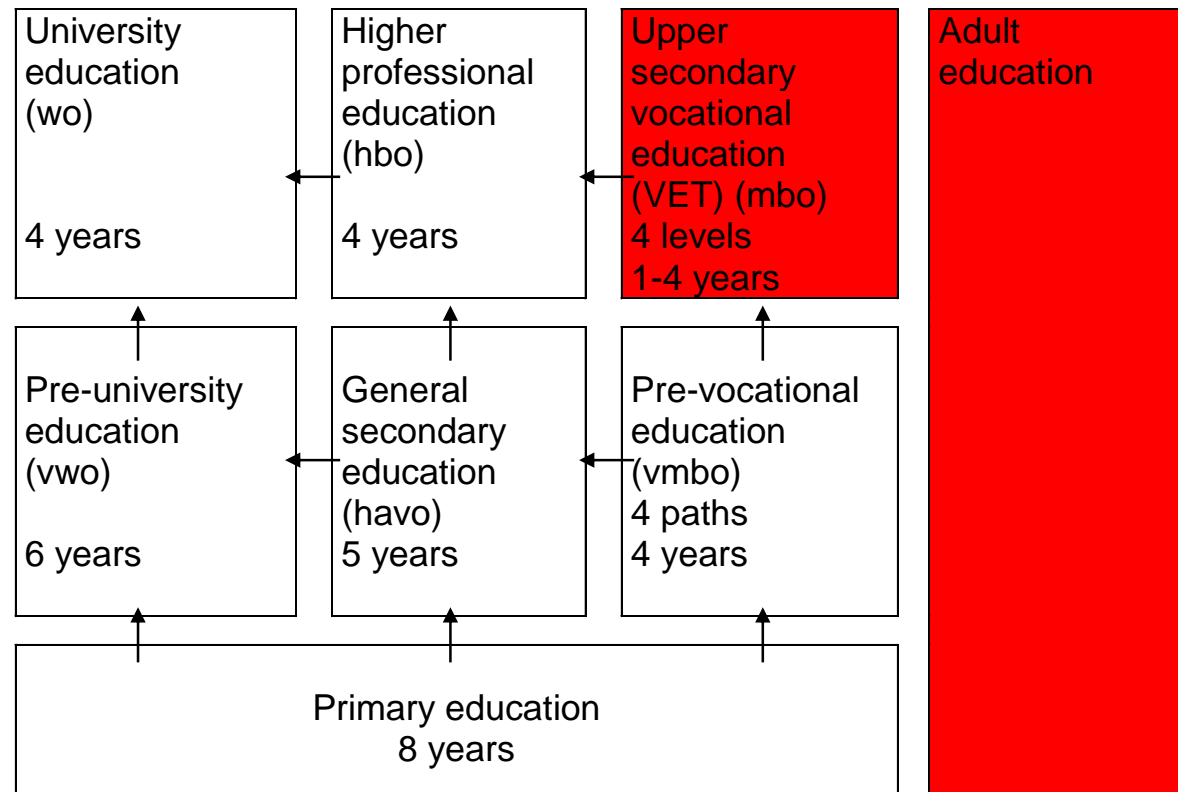 University
education
(wo)
4 years
Higher
professional
education
(hbo)
4 years
Upper
secondary
vocational
education
(VET) (mbo)
4 levels
1-4 years
Adult
education
Pre-university
education
(vwo)
6 years
General
secondary
education
(havo)
5 years
Pre-vocational
education
(vmbo)
4 paths
4 years
Primary education
8 years